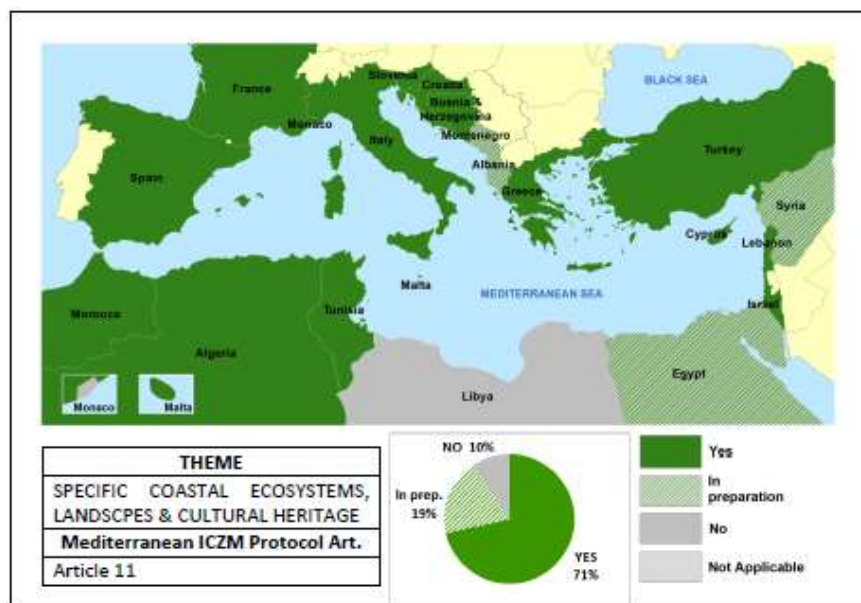 BLACK SEA
Slovenia
Croatia
France
Bosnia &
Herzegovina
Monaco
Italy
Montenegro
Albania
Turkey
Spain
Greece
Syria
Cyprus
Lebanon
Malta
MEDITERRANEAN SEA
Israel
Morroco
Tunisia
Algeria
Egypt
Libya
Monaco
Malta
THEME
SPECIFIC COASTAL ECOSYSTEMS,
LANDSCPES & CULTURAL HERITAGE
Mediterranean ICZM Protocol Art.
Article 11
NO 10%
In prep.
19%
YES
71%
Yes
In
preparation
No
Not Applicable